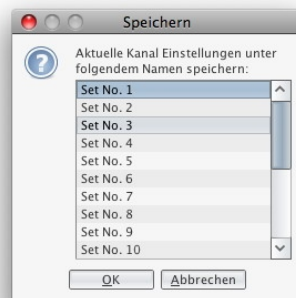 Speichern
Aktuelle Kanal Einstellungen unter
folgendem Namen speichern:
Set No. 1
Set No. 2
Set No. 3
Set No. 4
Set No. 5
Set No. 6
Set No. 7
Set No. 8
Set No. 9
Set No. 10
OK
Abbrechen